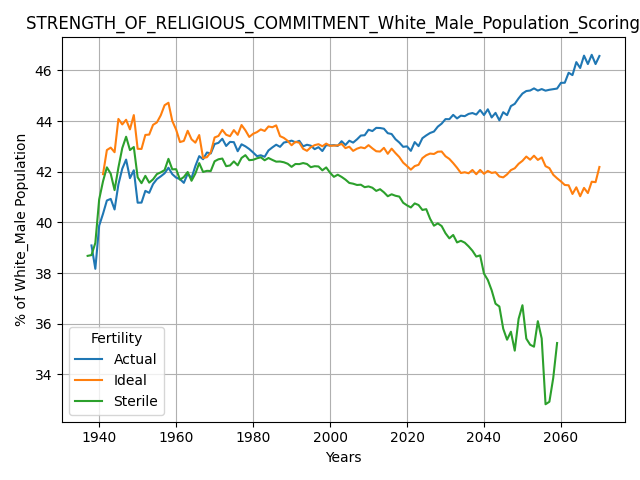 STRENGTH_OF_RELIGIOUS_COMMITMENT_White_Male_Population_Scoring
% of White_Male Population
46
44
42
40
38
36
34
Fertility
Actual
Ideal
Sterile
1940 1960 1980 2000 2020 2040 2060
Years